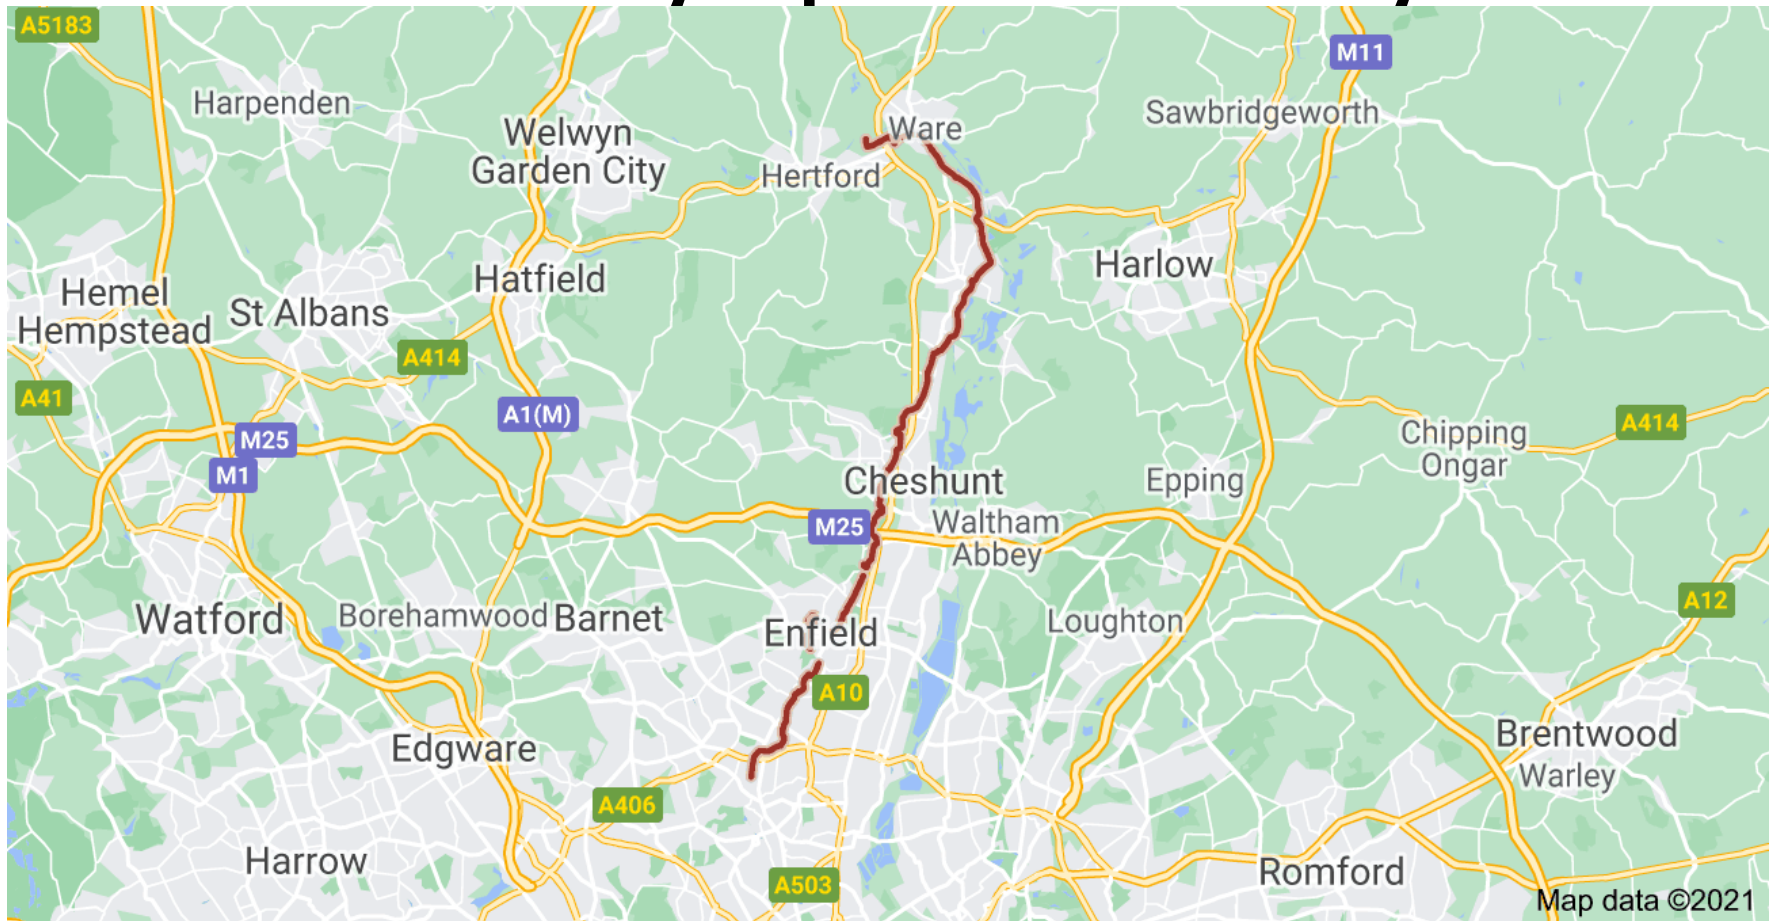 A5183
M11
Harpenden
Sawbridgeworth
Welwyn
Garden City
Ware
Hertford
Hatfield
Harlow
Hemel
Hempstead
St Albans
A414
A41
A1(M)
M25
M1
A414
Chipping
Ongar
Cheshunt
Epping
M25
Waltham
Abbey
A12
Watford
Borehamwood
Barnet
Enfield
Loughton
A10
Edgware
Brentwood
Warley
A406
Harrow
A503
Romford
Map data ©2021